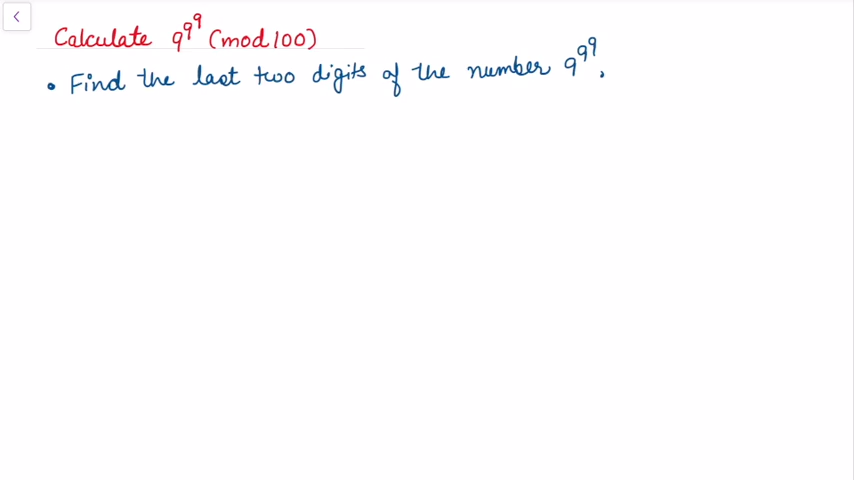 Calculate 9^9^9 (mod 100)
• Find the last two digits of the number 9^9^9.